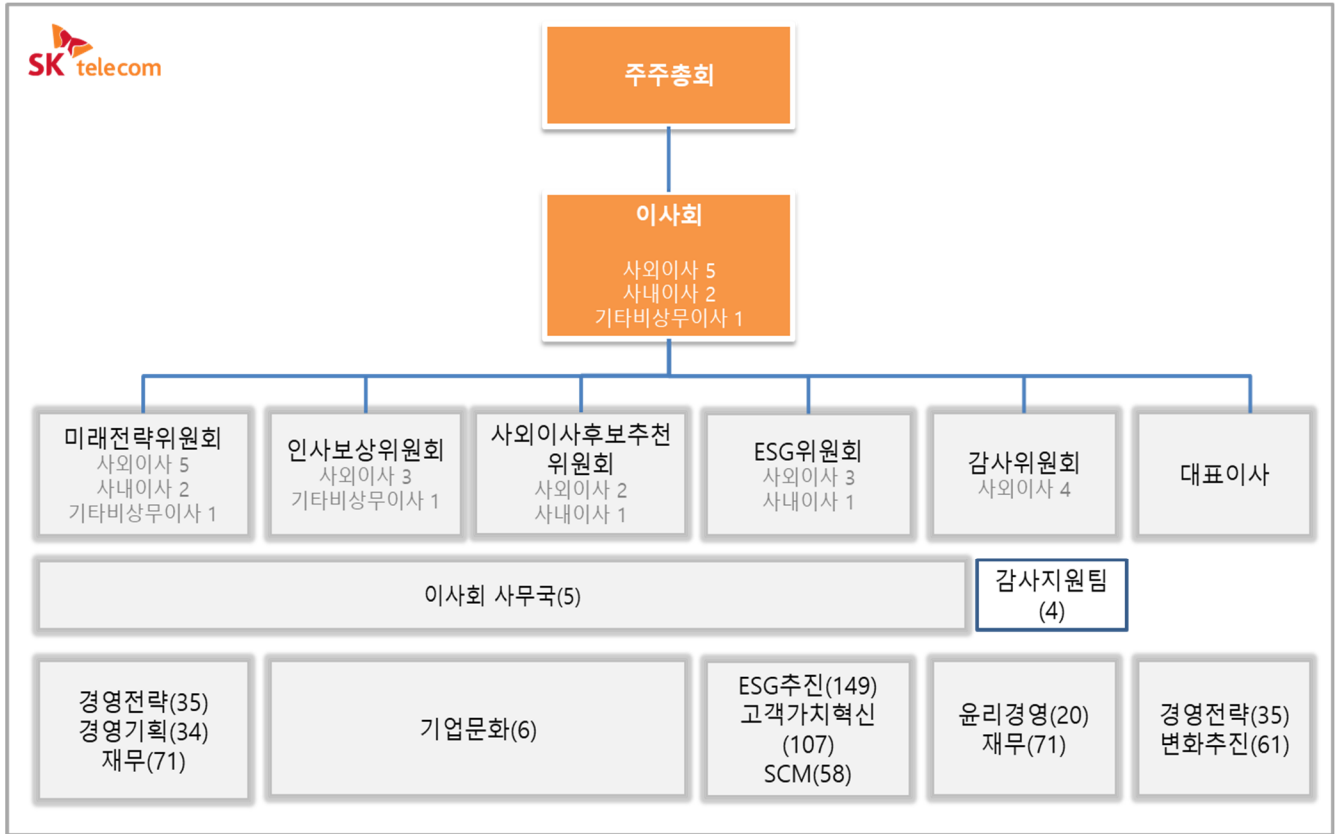 SK telecom
주주총회
이사회
사외이사 5
사내이사 2
기타비상무이사 1
미래전략위원회
사외이사 5
사내이사 2
기타비상무이사 1
인사보상위원회
사외이사 3
기타비상무이사 1
사외이사후보추천
위원회
사외이사 2
사내이사 1
ESG위원회
사외이사 3
사내이사 1
감사위원회
사외이사 4
대표이사
이사회 사무국(5)
감사지원팀
(4)
경영전략(35)
경영기획(34)
재무(71)
기업문화(6)
ESG추진(149)
고객가치혁신
(107)
SCM(58)
윤리경영(20)
재무(71)
경영전략(35)
변화추진(61)